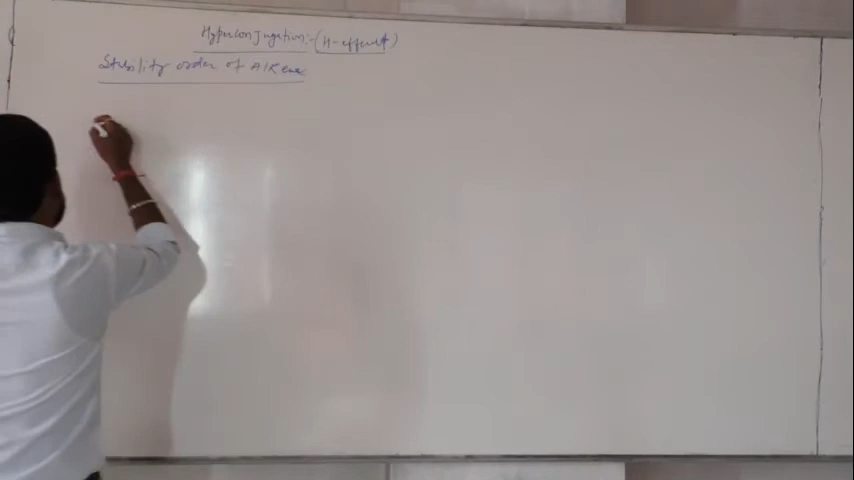 Hyperconjugation:-(H-effect)
Stability order of Alkene